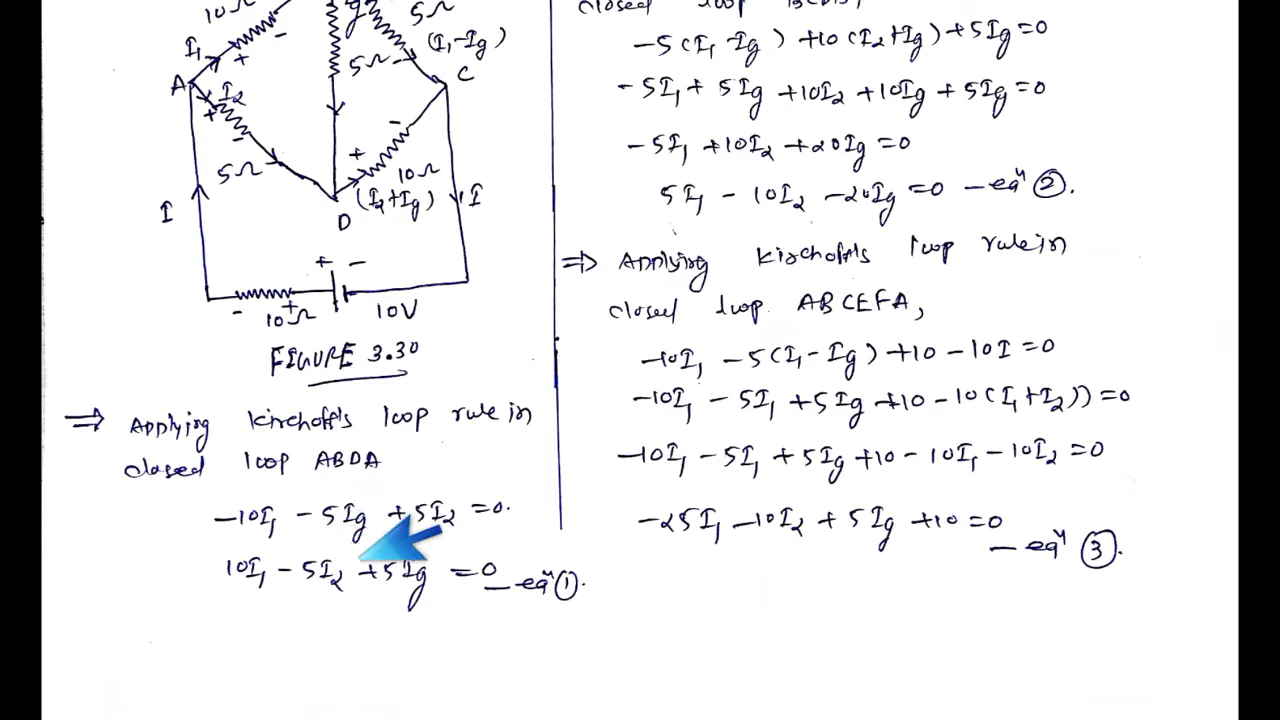 10Ω
5Ω
I₁
+
-
(I₁-Ig)
5Ω
C
A
I₂
+
-
+
-
5Ω
10Ω
I
(I₂+Ig)
I
D
+ -
- 10Ω +
10V
FIGURE 3.30
⇒ Applying kirchoff's loop rule in
closed loop ABDA
-10I₁ - 5Ig + 5I₂ = 0.
10I₁ - 5I₂ + 5Ig = 0 - eqⁿ ①.
closed loop
-5(I₁-Ig) + 10(I₂+Ig) + 5Ig = 0
-5I₁ + 5Ig + 10I₂ + 10Ig + 5Ig = 0
-5I₁ + 10I₂ + 20Ig = 0
5I₁ - 10I₂ - 20Ig = 0 - eqⁿ ②.
⇒ Applying kirchoff's loop rule in
closed loop ABCEFA,
-10I₁ - 5(I₁-Ig) + 10 - 10I = 0
-10I₁ - 5I₁ + 5Ig + 10 - 10(I₁+I₂)) = 0
-10I₁ - 5I₁ + 5Ig + 10 - 10I₁ - 10I₂ = 0
-25I₁ - 10I₂ + 5Ig + 10 = 0
- eqⁿ ③.